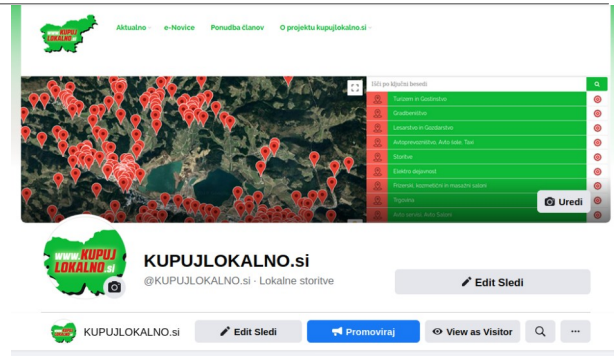 www.KUPUJ
LOKALNO.si
Aktualno
e-Novice
Ponudba članov
O projektu kupujlokalno.si
Išči po ključni besedi
Turizem in Gostinstvo
Gradbeništvo
Lesarstvo in Gozdarstvo
Avtoprevozništvo, Avto šole, Taxi
Storitve
Elektro dejavnost
Frizerski, kozmetični in masažni saloni
Trgovina
Avto servis, Avto Saloni
Uredi
www.KUPUJ
LOKALNO.si
KUPUJLOKALNO.si
@KUPUJLOKALNO.si · Lokalne storitve
Edit Sledi
KUPUJLOKALNO.si
Edit Sledi
Promoviraj
View as Visitor